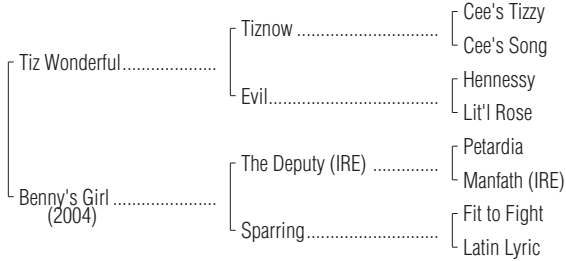 Cee's Tizzy
Tiznow ..............................
Cee's Song
Tiz Wonderful....................
Hennessy
Evil....................................
Lit'l Rose
Petardia
The Deputy (IRE) ..............
Manfath (IRE)
Benny's Girl ......................
(2004)
Fit to Fight
Sparring............................
Latin Lyric